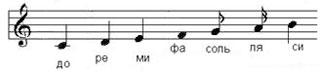 до ре ми фа соль ля си